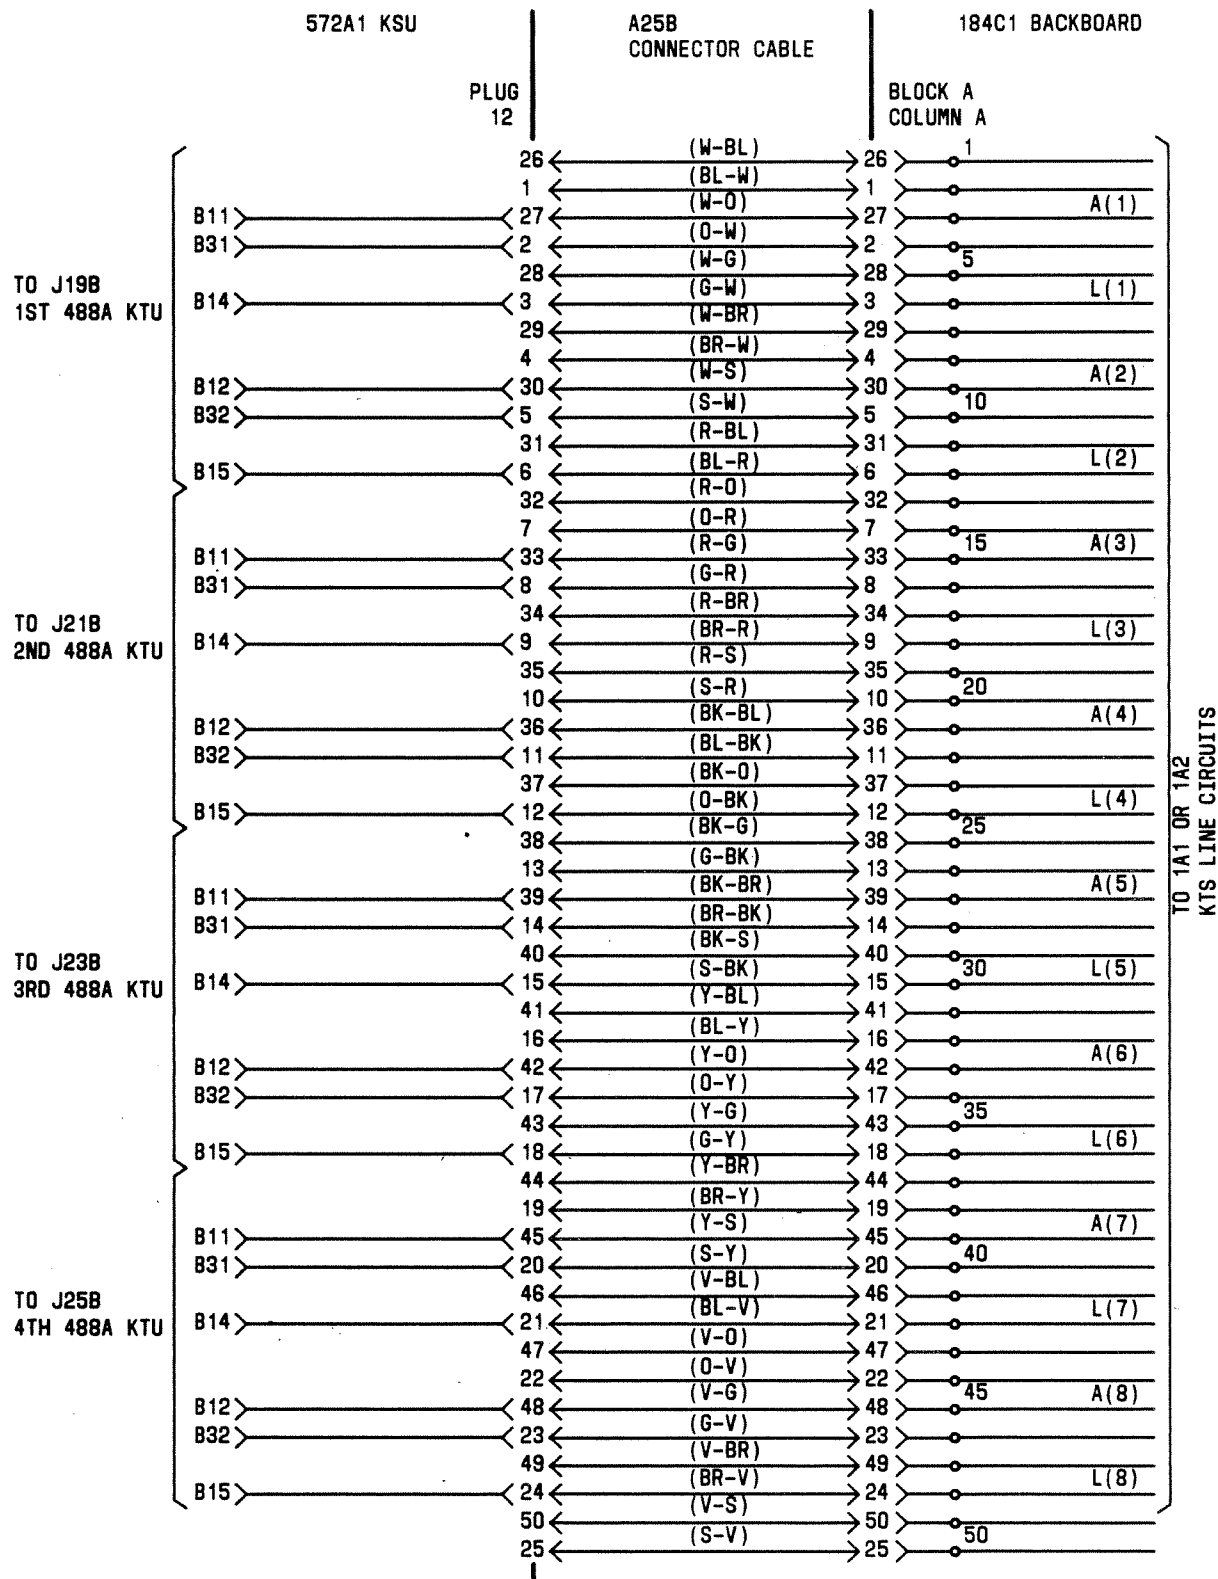 572A1 KSU
A25B
CONNECTOR CABLE
184C1 BACKBOARD
PLUG
12
BLOCK A
COLUMN A
26 (W-BL) 26 1
1 (BL-W) 1
B11 27 (W-O) 27 A(1)
B31 2 (O-W) 2
28 (W-G) 28 5
TO J19B
1ST 488A KTU
B14 3 (G-W) 3 L(1)
29 (W-BR) 29
4 (BR-W) 4
B12 30 (W-S) 30 A(2)
B32 5 (S-W) 5 10
31 (R-BL) 31
B15 6 (BL-R) 6 L(2)
32 (R-O) 32
7 (O-R) 7
B11 33 (R-G) 33 15 A(3)
B31 8 (G-R) 8
34 (R-BR) 34
TO J21B
2ND 488A KTU
B14 9 (BR-R) 9 L(3)
35 (R-S) 35
10 (S-R) 10 20
B12 36 (BK-BL) 36 A(4)
B32 11 (BL-BK) 11
37 (BK-O) 37
B15 12 (O-BK) 12 L(4)
38 (BK-G) 38 25
13 (G-BK) 13
B11 39 (BK-BR) 39 A(5)
B31 14 (BR-BK) 14
40 (BK-S) 40
TO J23B
3RD 488A KTU
B14 15 (S-BK) 15 30 L(5)
41 (Y-BL) 41
16 (BL-Y) 16
B12 42 (Y-O) 42 A(6)
B32 17 (O-Y) 17
43 (Y-G) 43 35
B15 18 (G-Y) 18 L(6)
44 (Y-BR) 44
19 (BR-Y) 19
B11 45 (Y-S) 45 A(7)
B31 20 (S-Y) 20 40
46 (V-BL) 46
TO J25B
4TH 488A KTU
B14 21 (BL-V) 21 L(7)
47 (V-O) 47
22 (O-V) 22
B12 48 (V-G) 48 45 A(8)
B32 23 (G-V) 23
49 (V-BR) 49
B15 24 (BR-V) 24 L(8)
50 (V-S) 50
25 (S-V) 25 50
TO 1A1 OR 1A2
KTS LINE CIRCUITS